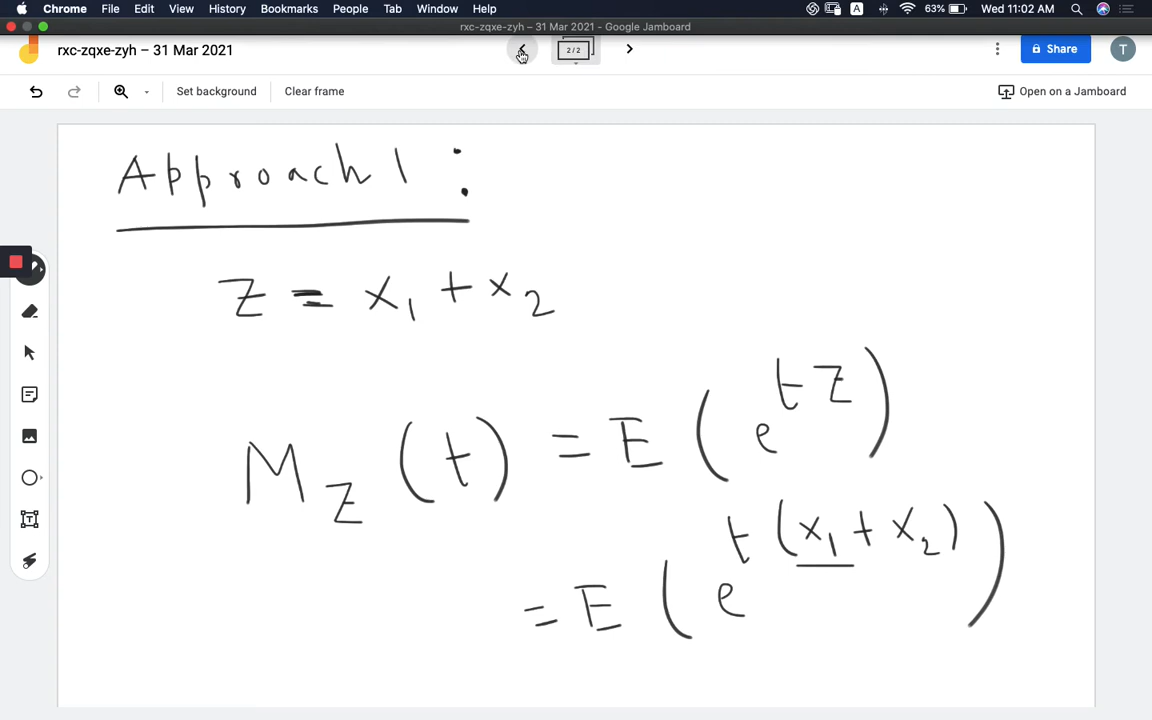 Chrome File Edit View History Bookmarks People Tab Window Help A 63% Wed 11:02 AM
rxc-zqxe-zyh – 31 Mar 2021 - Google Jamboard
rxc-zqxe-zyh – 31 Mar 2021 2/2 Share T
Set background Clear frame Open on a Jamboard
Approach 1 :
Z = X₁ + X₂
M_Z (t) = E ( e^{tZ} )
= E ( e^{t(X₁ + X₂)} )